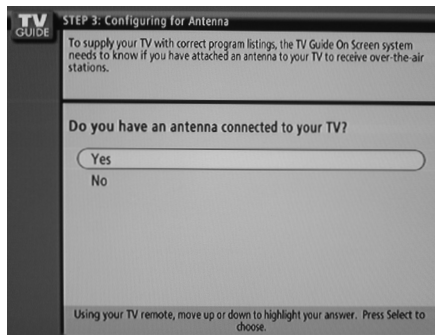 TV
GUIDE
STEP 3: Configuring for Antenna
To supply your TV with correct program listings, the TV Guide On Screen system
needs to know if you have attached an antenna to your TV to receive over-the-air
stations.
Do you have an antenna connected to your TV?
Yes
No
Using your TV remote, move up or down to highlight your answer. Press Select to
choose.